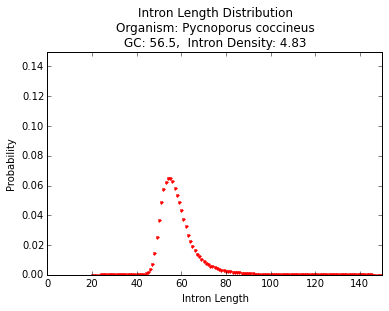 Intron Length Distribution
Organism: Pycnoporus coccineus
GC: 56.5,  Intron Density: 4.83
0.14
0.12
0.10
0.08
0.06
0.04
0.02
0.00
Probability
0 20 40 60 80 100 120 140
Intron Length